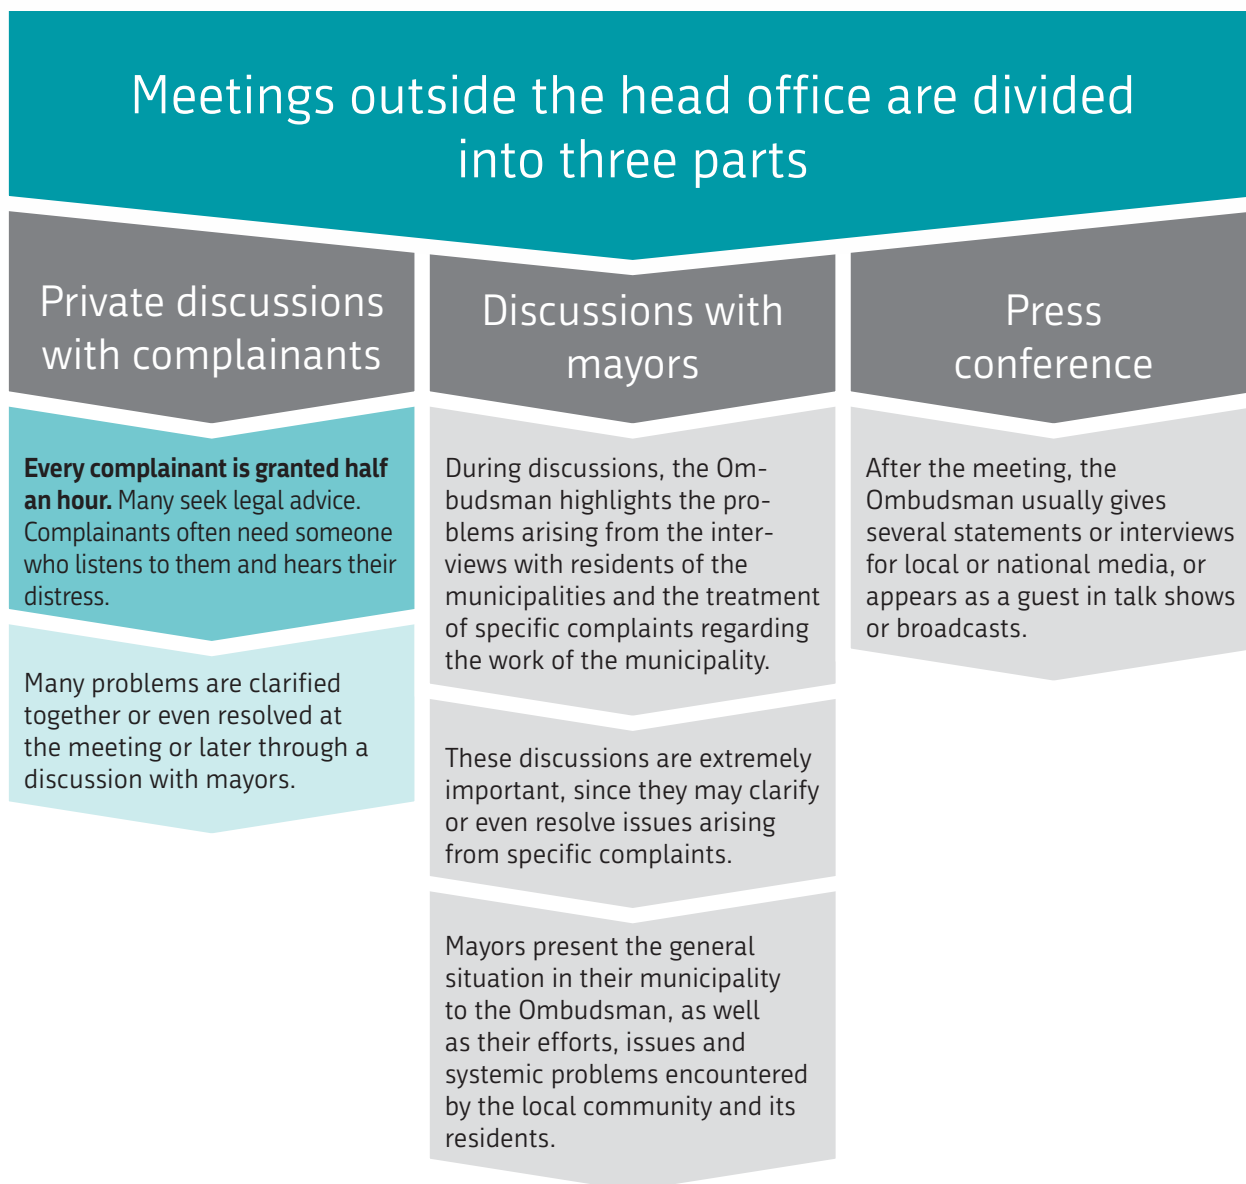 Meetings outside the head office are divided
into three parts
Private discussions
with complainants
Every complainant is granted half
an hour. Many seek legal advice.
Complainants often need someone
who listens to them and hears their
distress.
Many problems are clarified
together or even resolved at
the meeting or later through a
discussion with mayors.
Discussions with
mayors
During discussions, the Om-
budsman highlights the pro-
blems arising from the inter-
views with residents of the
municipalities and the treatment
of specific complaints regarding
the work of the municipality.
These discussions are extremely
important, since they may clarify
or even resolve issues arising
from specific complaints.
Mayors present the general
situation in their municipality
to the Ombudsman, as well
as their efforts, issues and
systemic problems encountered
by the local community and its
residents.
Press
conference
After the meeting, the
Ombudsman usually gives
several statements or interviews
for local or national media, or
appears as a guest in talk shows
or broadcasts.